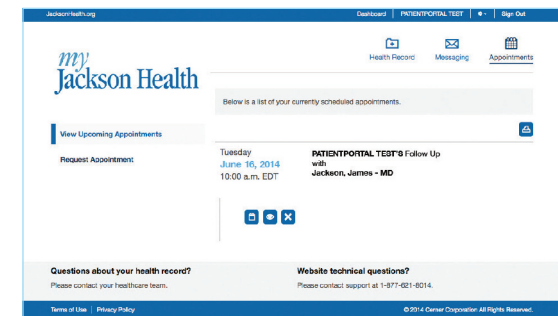 JacksonHealth.org Dashboard PATIENTPORTAL TEST Sign Out
my
Jackson Health
Health Record Messaging Appointments
Below is a list of your currently scheduled appointments.
View Upcoming Appointments
Request Appointment
Tuesday
June 16, 2014
10:00 a.m. EDT
PATIENTPORTAL TEST'S Follow Up
with
Jackson, James - MD
Questions about your health record?
Please contact your healthcare team.
Website technical questions?
Please contact support at 1-877-621-8014.
Terms of Use | Privacy Policy
© 2014 Cerner Corporation All Rights Reserved.